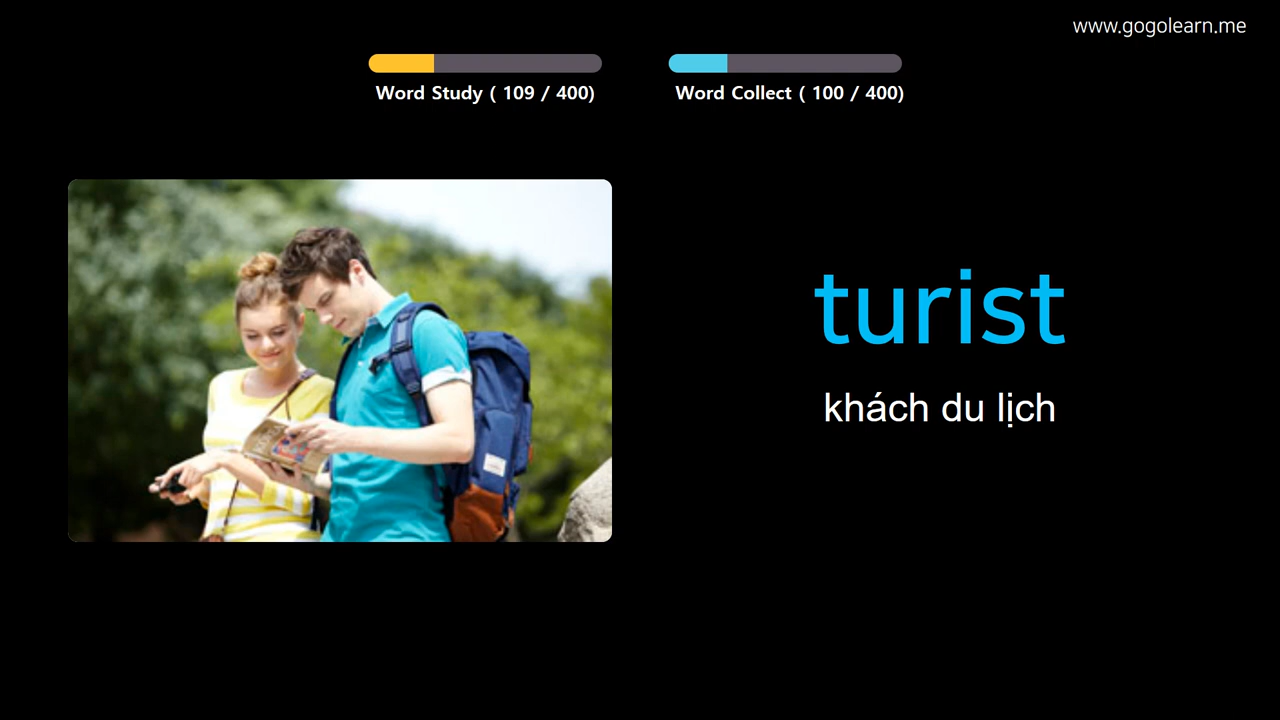 www.gogolearn.me
Word Study ( 109 / 400)
Word Collect ( 100 / 400)
turist
khách du lịch